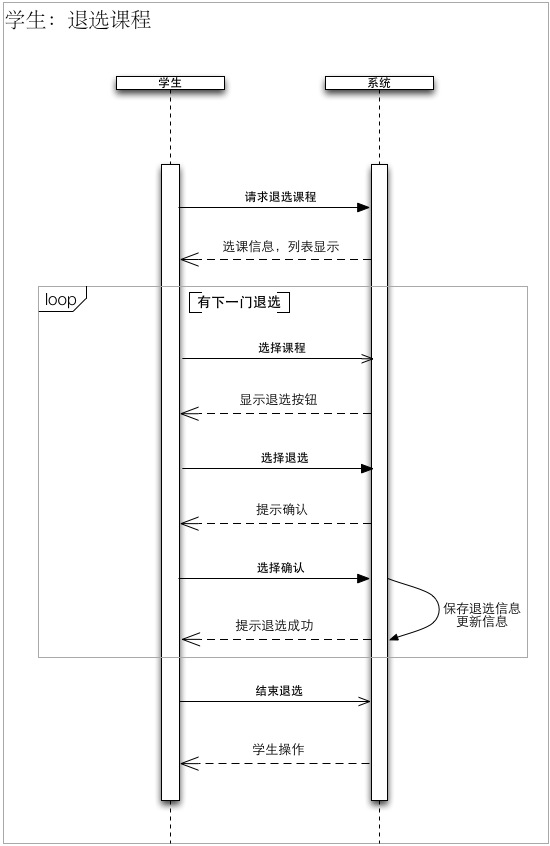 学生：退选课程
学生
系统
请求退选课程
选课信息，列表显示
loop
有下一门退选
选择课程
显示退选按钮
选择退选
提示确认
选择确认
保存退选信息
更新信息
提示退选成功
结束退选
学生操作